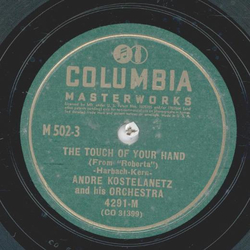 COLUMBIA
MASTERWORKS
M 502-3
THE TOUCH OF YOUR HAND
(From "Roberta")
-Harbach-Kern-
ANDRE KOSTELANETZ
and his ORCHESTRA
4291-M
(CO 31389)